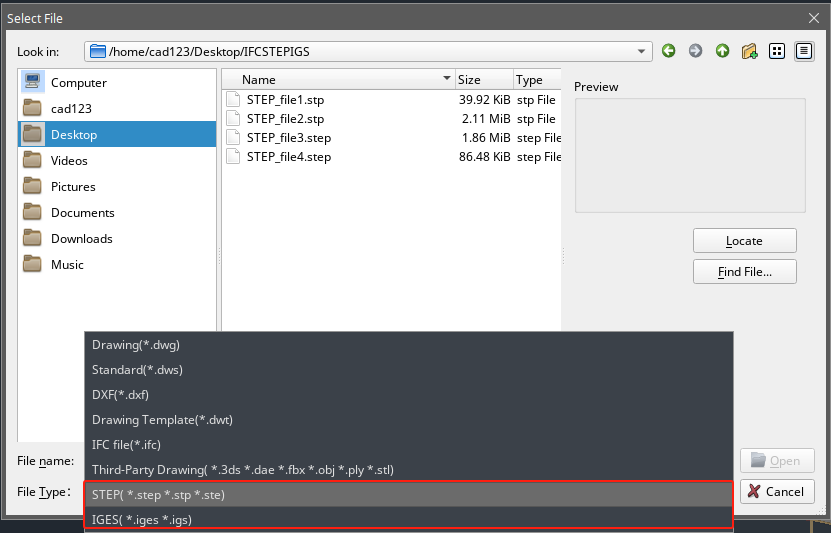 Select File
Look in: /home/cad123/Desktop/IFCSTEPIGS
Computer
cad123
Desktop
Videos
Pictures
Documents
Downloads
Music
Name Size Type
STEP_file1.stp 39.92 KiB stp File
STEP_file2.stp 2.11 MiB stp File
STEP_file3.step 1.86 MiB step File
STEP_file4.step 86.48 KiB step File
Preview
Locate
Find File...
Drawing(*.dwg)
Standard(*.dws)
DXF(*.dxf)
Drawing Template(*.dwt)
IFC file(*.ifc)
Third-Party Drawing( *.3ds *.dae *.fbx *.obj *.ply *.stl)
STEP( *.step *.stp *.ste)
IGES( *.iges *.igs)
File name:
File Type:
Open
Cancel